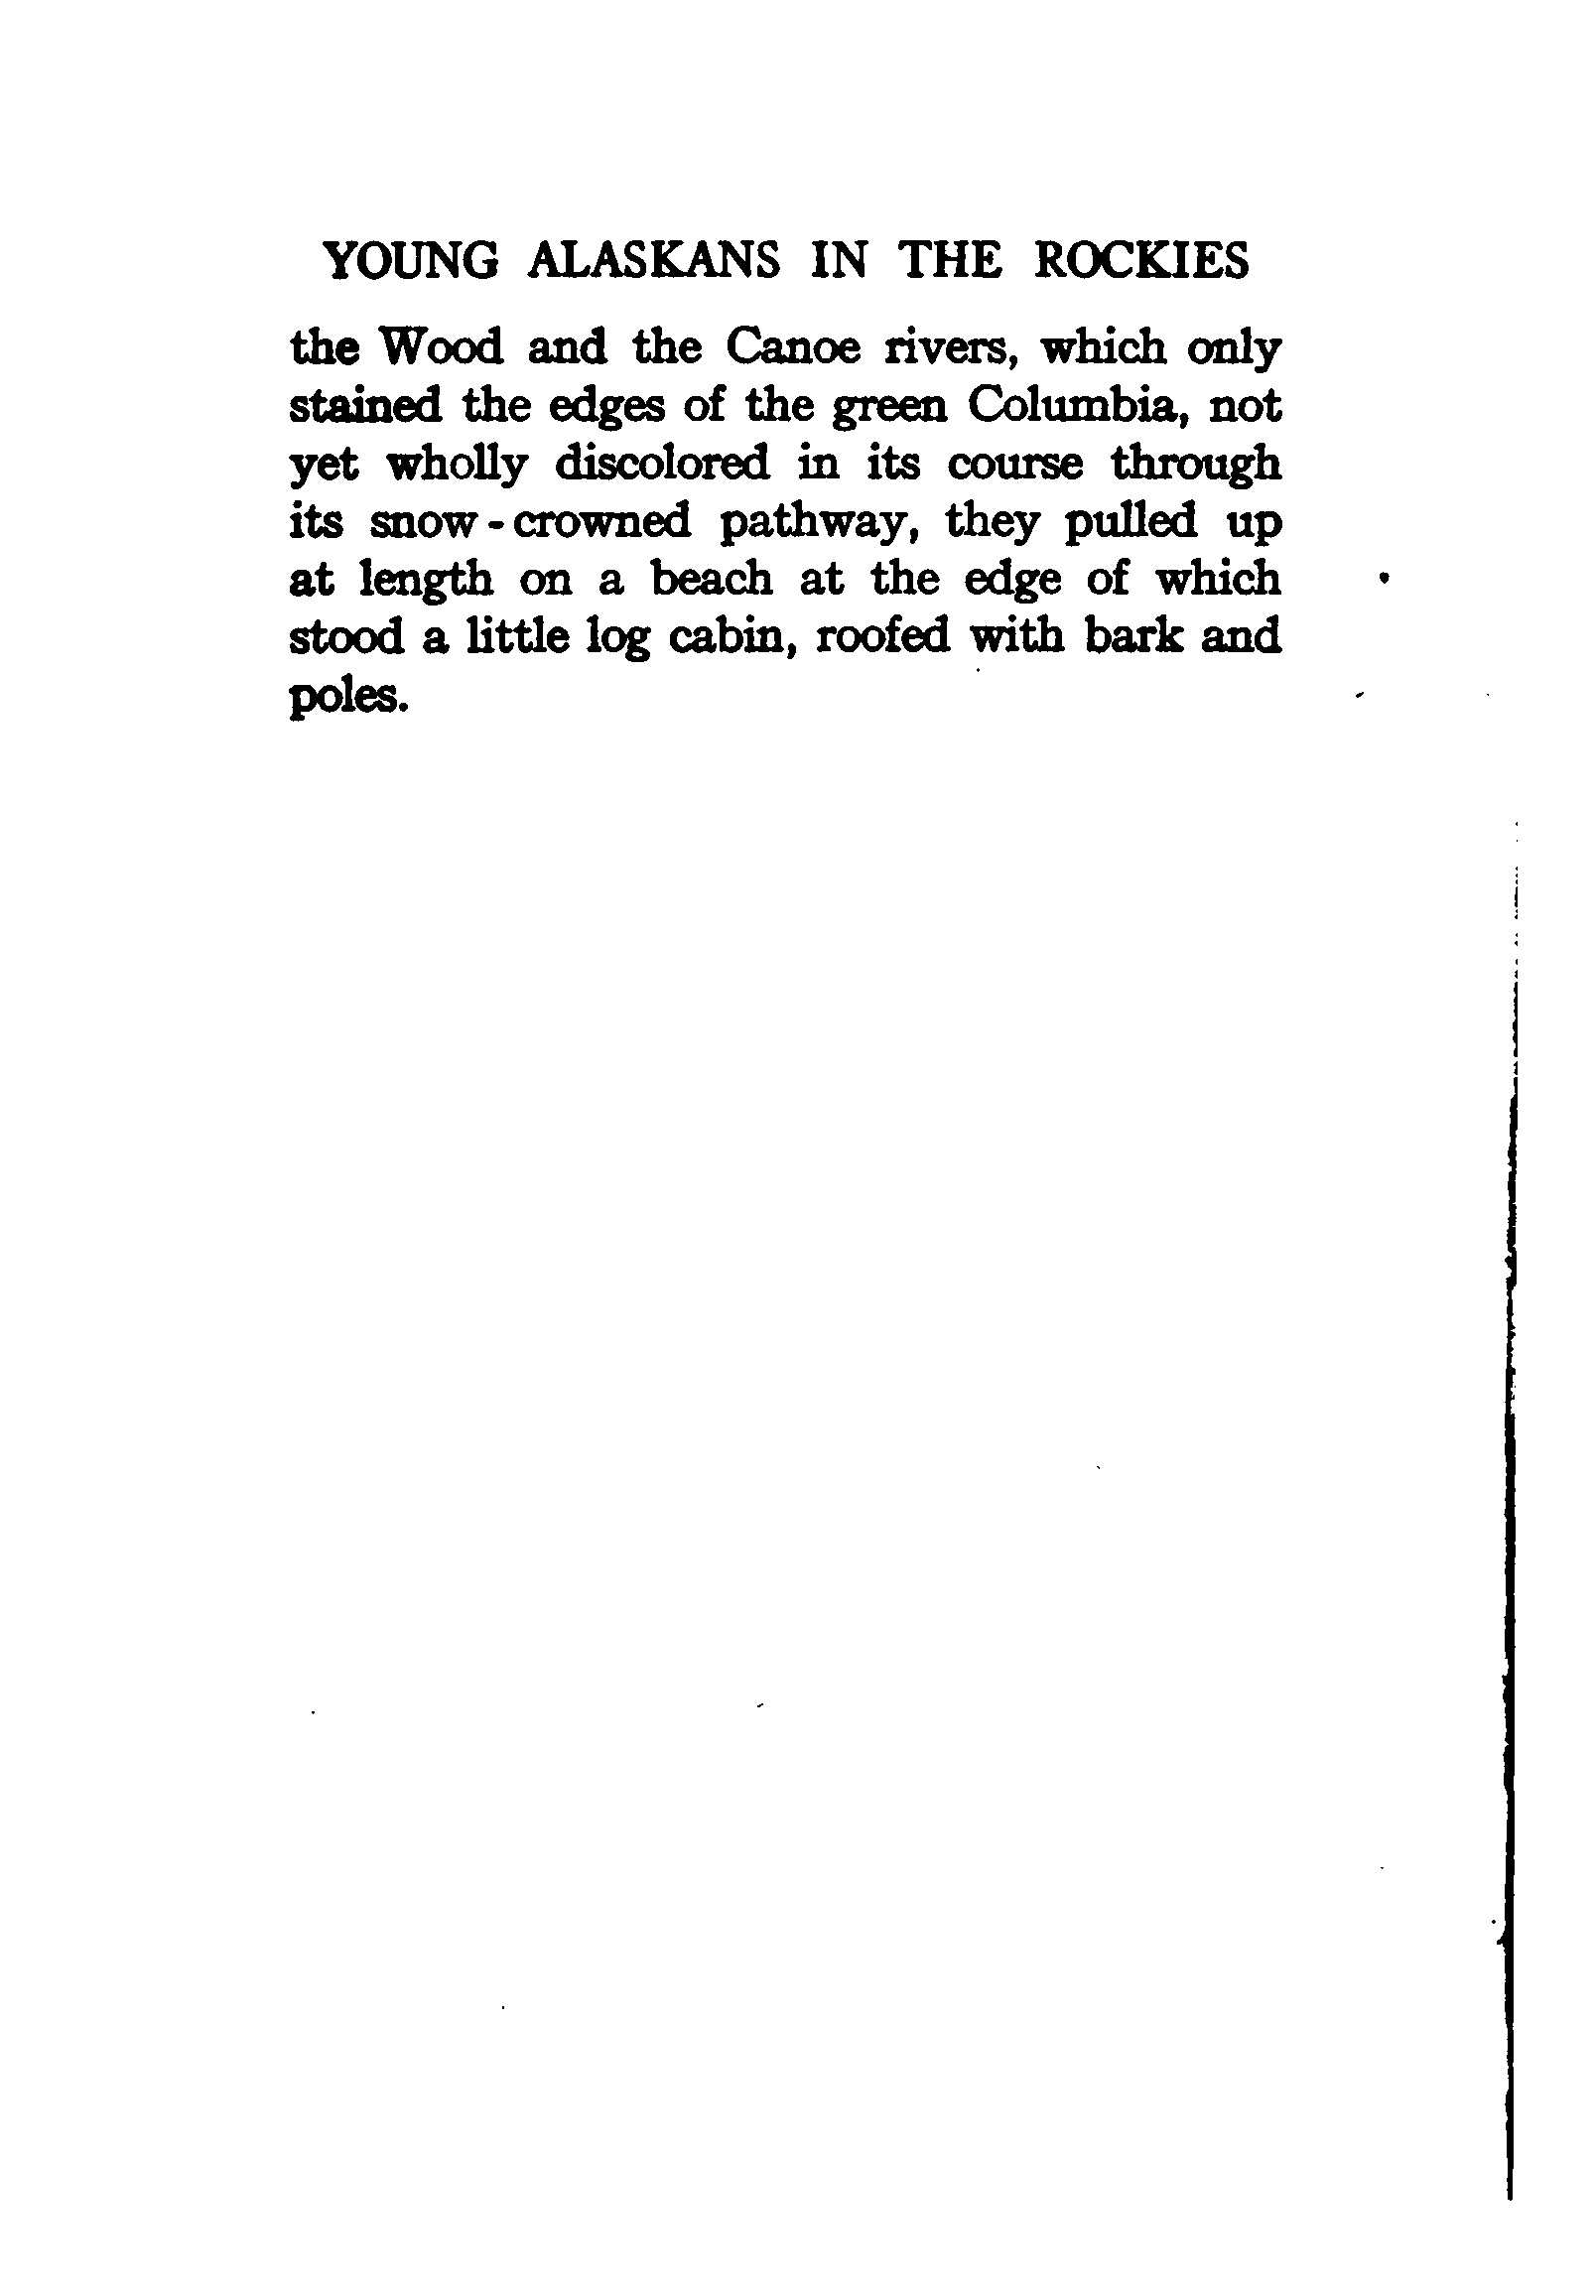 YOUNG ALASKANS IN THE ROCKIES
the Wood and the Canoe rivers, which only
stained the edges of the green Columbia, not
yet wholly discolored in its course through
its snow-crowned pathway, they pulled up
at length on a beach at the edge of which
stood a little log cabin, roofed with bark and
poles.